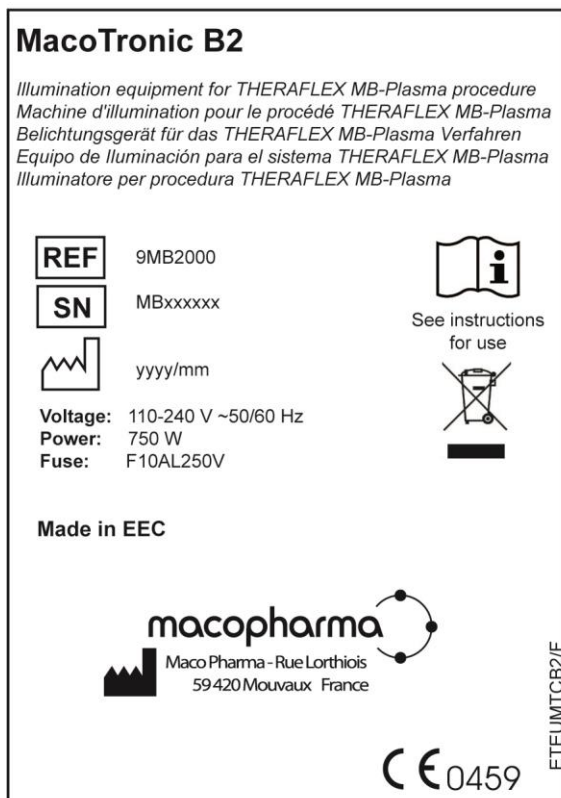 MacoTronic B2
Illumination equipment for THERAFLEX MB-Plasma procedure
Machine d'illumination pour le procédé THERAFLEX MB-Plasma
Belichtungsgerät für das THERAFLEX MB-Plasma Verfahren
Equipo de Iluminación para el sistema THERAFLEX MB-Plasma
Illuminatore per procedura THERAFLEX MB-Plasma
REF 9MB2000
SN MBxxxxxx
yyyy/mm
Voltage: 110-240 V ~50/60 Hz
Power: 750 W
Fuse: F10AL250V
i
See instructions
for use
Made in EEC
macopharma
Maco Pharma - Rue Lorthiois
59 420 Mouvaux France
CE 0459
ETEUMTCB2/E